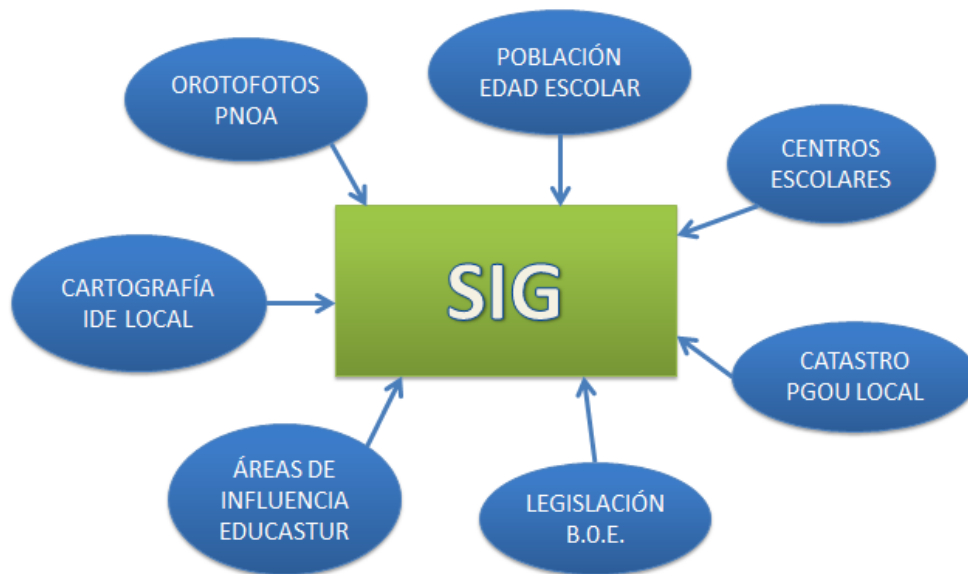 OROTOFOTOS
PNOA
POBLACIÓN
EDAD ESCOLAR
CENTROS
ESCOLARES
CARTOGRAFÍA
IDE LOCAL
SIG
CATASTRO
PGOU LOCAL
ÁREAS DE
INFLUENCIA
EDUCASTUR
LEGISLACIÓN
B.O.E.